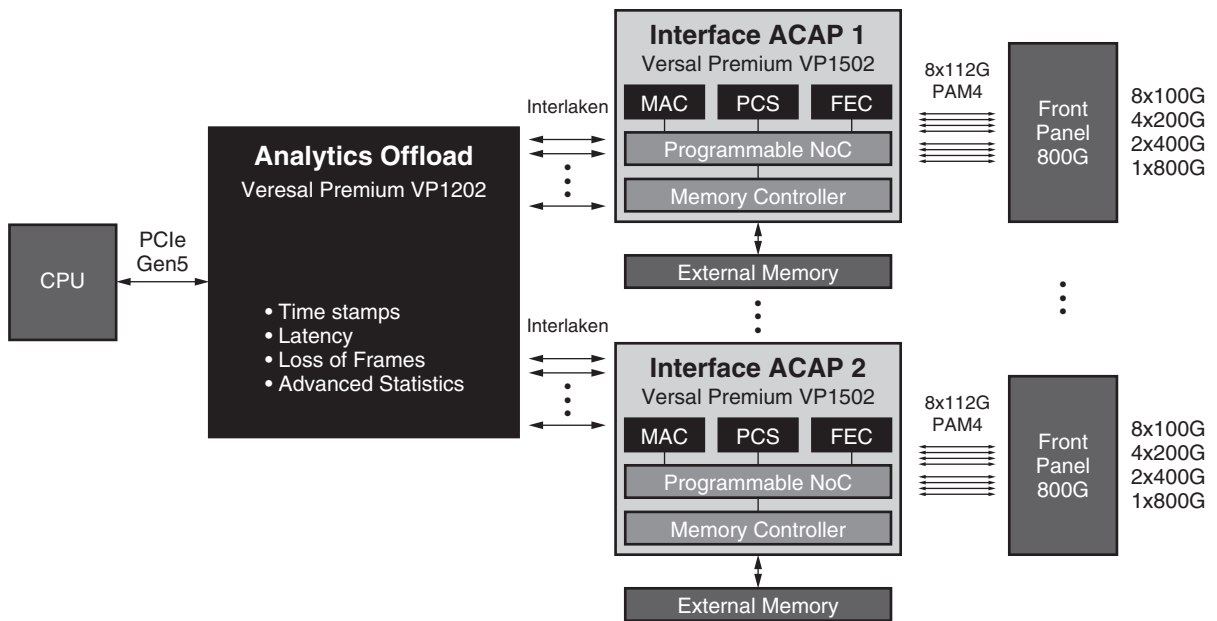 CPU
PCIe
Gen5
Analytics Offload
Veresal Premium VP1202
• Time stamps
• Latency
• Loss of Frames
• Advanced Statistics
Interlaken
Interface ACAP 1
Versal Premium VP1502
MAC PCS FEC
Programmable NoC
Memory Controller
External Memory
8x112G
PAM4
Front
Panel
800G
8x100G
4x200G
2x400G
1x800G
Interlaken
Interface ACAP 2
Versal Premium VP1502
MAC PCS FEC
Programmable NoC
Memory Controller
External Memory
8x112G
PAM4
Front
Panel
800G
8x100G
4x200G
2x400G
1x800G